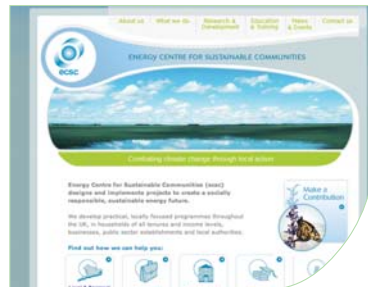 About us What we do Research & Development Education & Training News & Events Contact us
ecsc
ENERGY CENTRE FOR SUSTAINABLE COMMUNITIES
Combating climate change through local action
Energy Centre for Sustainable Communities (ecsc)
designs and implements projects to create a socially
responsible, sustainable energy future.
We develop practical, locally focused programmes throughout
the UK, in households of all tenures and income levels,
businesses, public sector establishments and local authorities.
Find out how we can help you:
Make a
Contribution